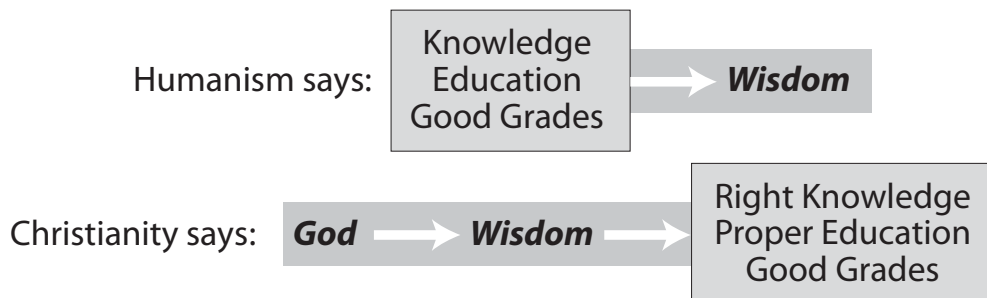 Humanism says:
Knowledge
Education
Good Grades
Wisdom
Christianity says:
God
Wisdom
Right Knowledge
Proper Education
Good Grades